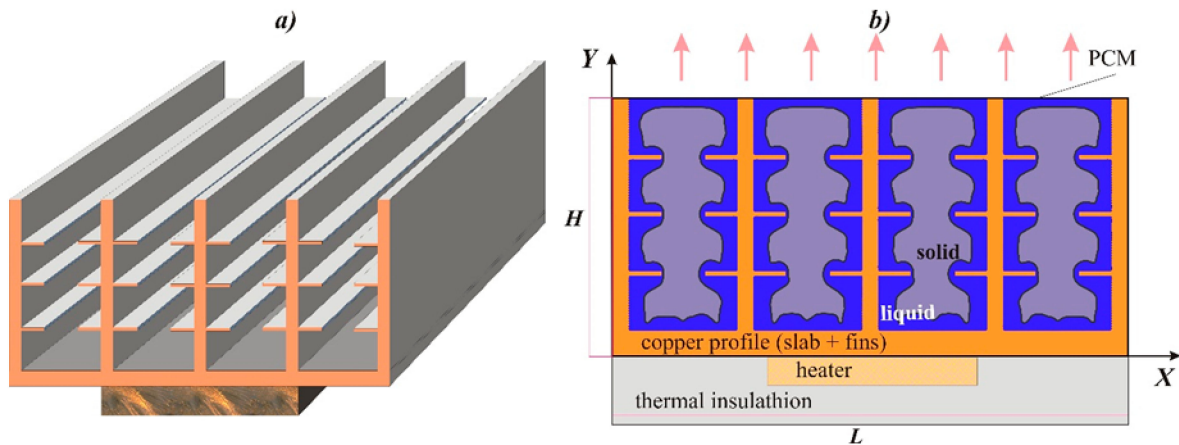 a)
b)
Y
PCM
H
solid
liquid
copper profile (slab + fins)
heater
X
thermal insulathion
L